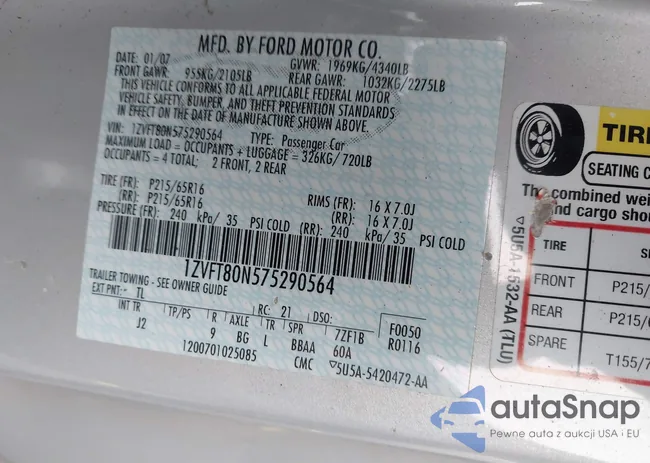 MFD. BY FORD MOTOR CO.
DATE: 01/07 GVWR: 1969KG/4340LB
FRONT GAWR: 955KG/2105LB REAR GAWR: 1032KG/2275LB
THIS VEHICLE CONFORMS TO ALL APPLICABLE FEDERAL MOTOR
VEHICLE SAFETY, BUMPER, AND THEFT PREVENTION STANDARDS
IN EFFECT ON THE DATE OF MANUFACTURE SHOWN ABOVE.
VIN: 1ZVFT80N575290564 TYPE: Passenger Car
MAXIMUM LOAD = OCCUPANTS + LUGGAGE = 326KG/720LB
OCCUPANTS = 4 TOTAL: 2 FRONT, 2 REAR
TIRE (FR): P215/65R16 RIMS (FR): 16 X 7.0J
(RR): P215/65R16 (RR): 16 X 7.0J
PRESSURE (FR): 240 kPa/ 35 PSI COLD (RR): 240 kPa/ 35 PSI COLD
1ZVFT80N575290564
TRAILER TOWING - SEE OWNER GUIDE
EXT PNT: TL RC: 21 DSO: F0050
INT TR TP/PS R AXLE TR SPR 7ZF1B R0116
J2 9 BG L BBAA 60A
1200701025085 CMC ▽5U5A-5420472-AA
TIRE
SEATING C
The combined wei
and cargo shou
TIRE
FRONT P215/
REAR P215/
SPARE T155/7
▽5U5A-1532-AA (TLU)
autaSnap
Pewne auta z aukcji USA i EU